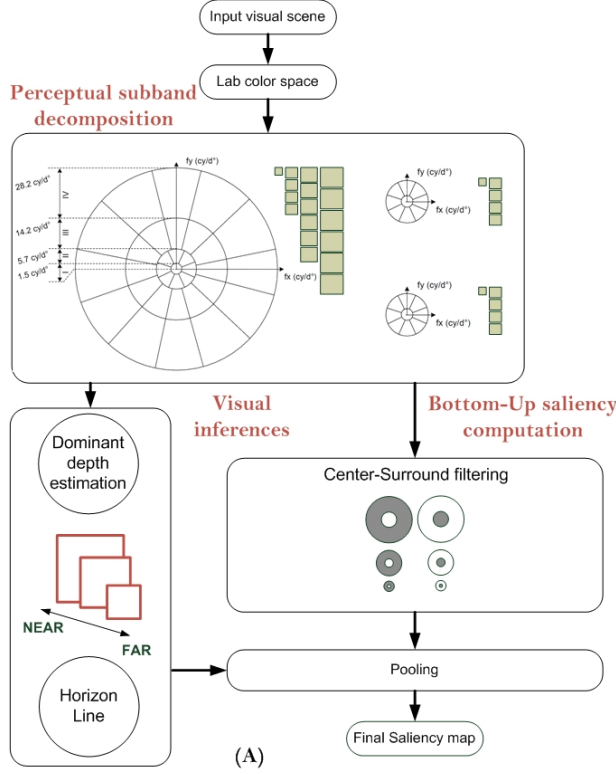 Input visual scene
Lab color space
Perceptual subband
decomposition
fy (cy/d°)
28.2 cy/d°
IV
14.2 cy/d°
III
5.7 cy/d°
II
1.5 cy/d°
I
fx (cy/d°)
fy (cy/d°)
fx (cy/d°)
fy (cy/d°)
fx (cy/d°)
Visual
inferences
Bottom-Up saliency
computation
Dominant
depth
estimation
NEAR
FAR
Horizon
Line
Center-Surround filtering
Pooling
Final Saliency map
(A)